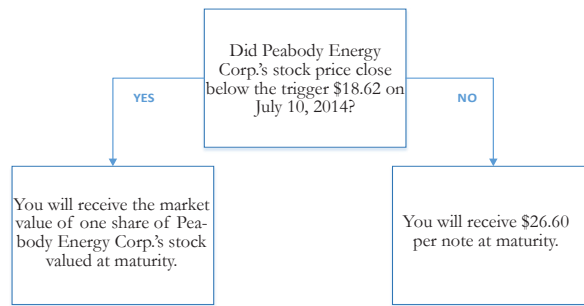 Did Peabody Energy
Corp.'s stock price close
below the trigger $18.62 on
July 10, 2014?
YES
NO
You will receive the market
value of one share of Pea-
body Energy Corp.'s stock
valued at maturity.
You will receive $26.60
per note at maturity.